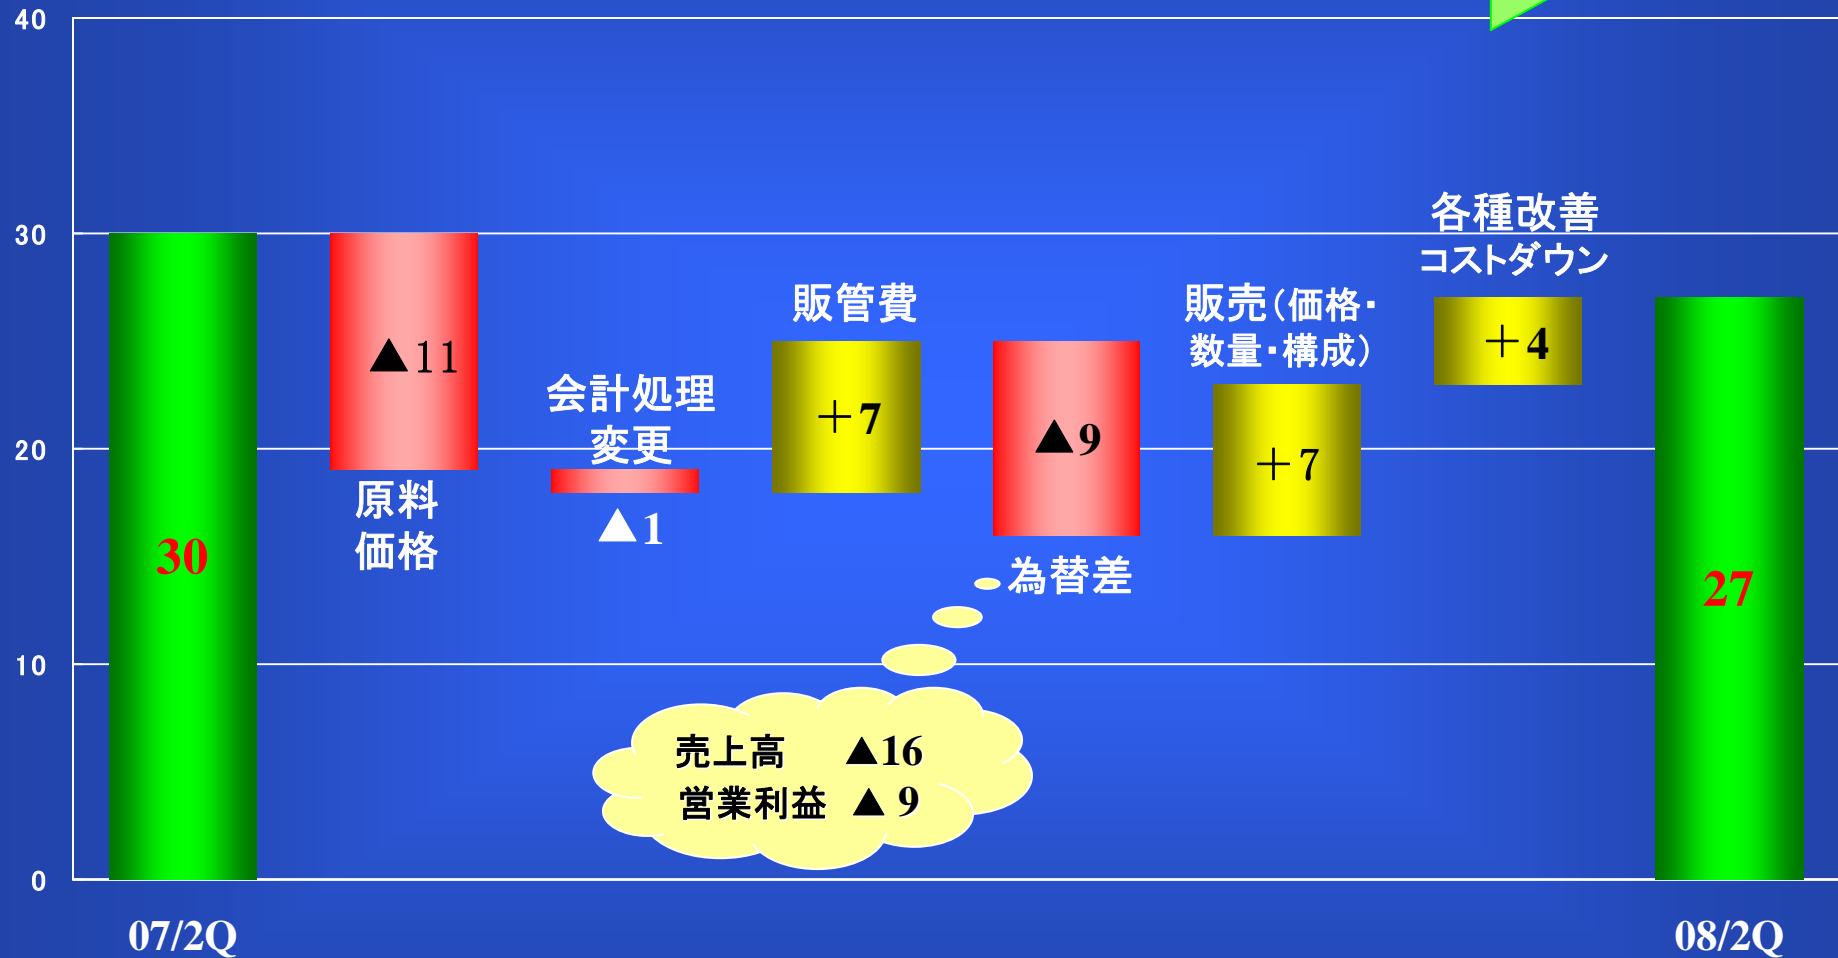 40
30
20
10
0
30
▲11
原料
価格
会計処理
変更
▲1
販管費
＋7
▲9
為替差
販売（価格・
数量・構成）
＋7
各種改善
コストダウン
＋4
27
売上高 ▲16
営業利益 ▲ 9
07/2Q
08/2Q